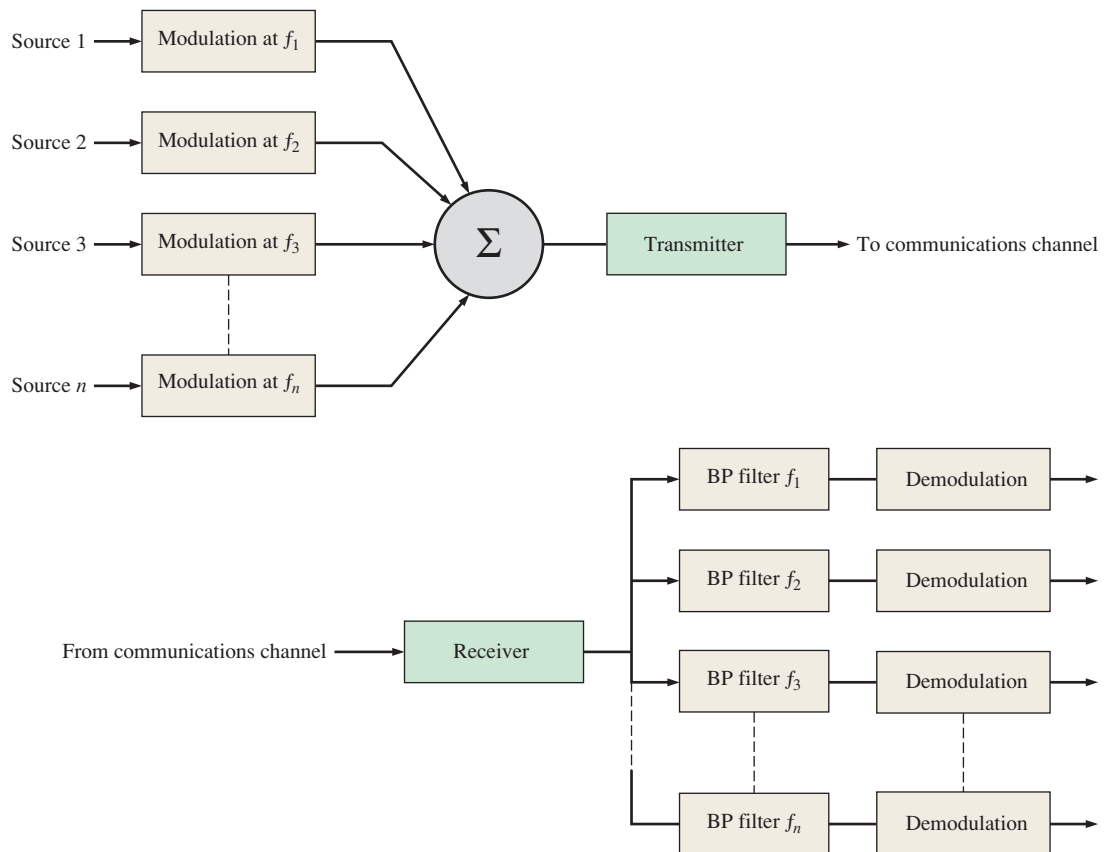 Source 1
Modulation at f₁
Source 2
Modulation at f₂
Source 3
Modulation at f₃
Source n
Modulation at fₙ
Σ
Transmitter
To communications channel
From communications channel
Receiver
BP filter f₁
Demodulation
BP filter f₂
Demodulation
BP filter f₃
Demodulation
BP filter fₙ
Demodulation